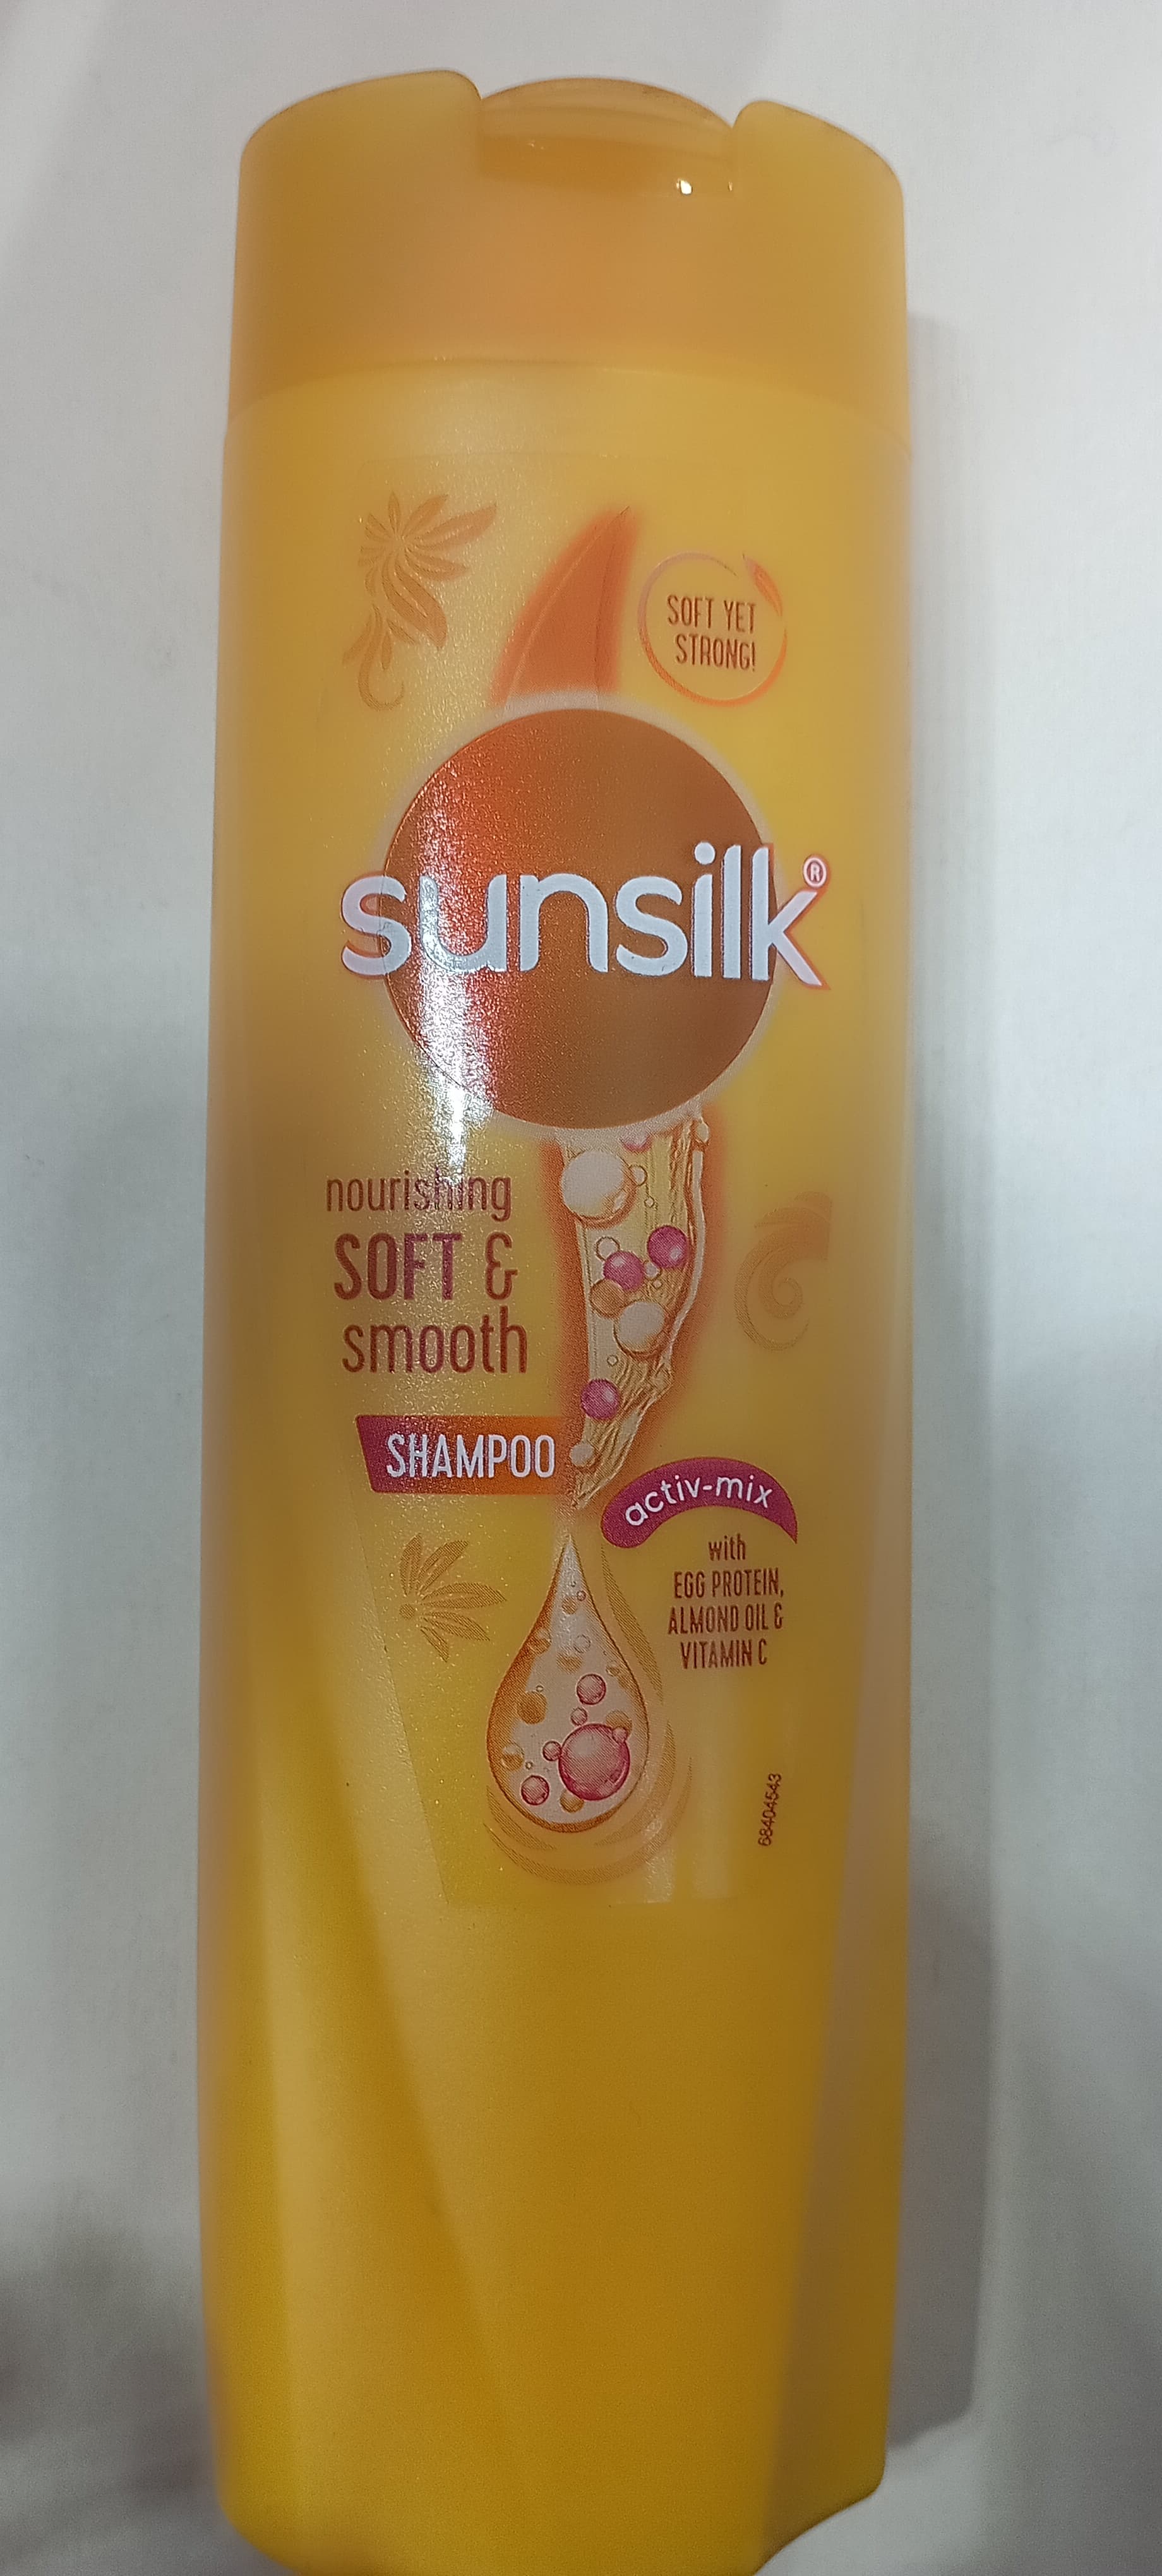 SOFT YET
STRONG!
sunsilk®
nourishing
SOFT &
smooth
SHAMPOO
activ-mix
with
EGG PROTEIN,
ALMOND OIL &
VITAMIN C
68404543